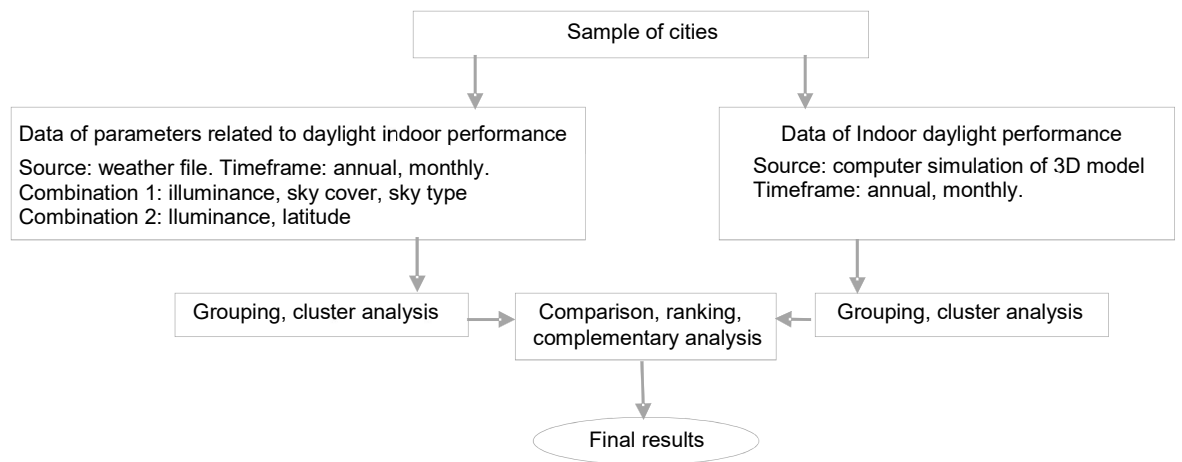 Sample of cities
Data of parameters related to daylight indoor performance
Source: weather file. Timeframe: annual, monthly.
Combination 1: illuminance, sky cover, sky type
Combination 2: Illuminance, latitude
Data of Indoor daylight performance
Source: computer simulation of 3D model
Timeframe: annual, monthly.
Grouping, cluster analysis
Comparison, ranking,
complementary analysis
Grouping, cluster analysis
Final results